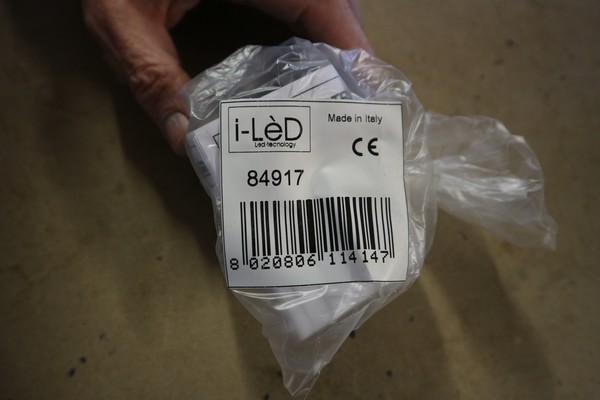 i-LèD
Led-tecnology
Made in Italy
CE
84917
8 020806 114147